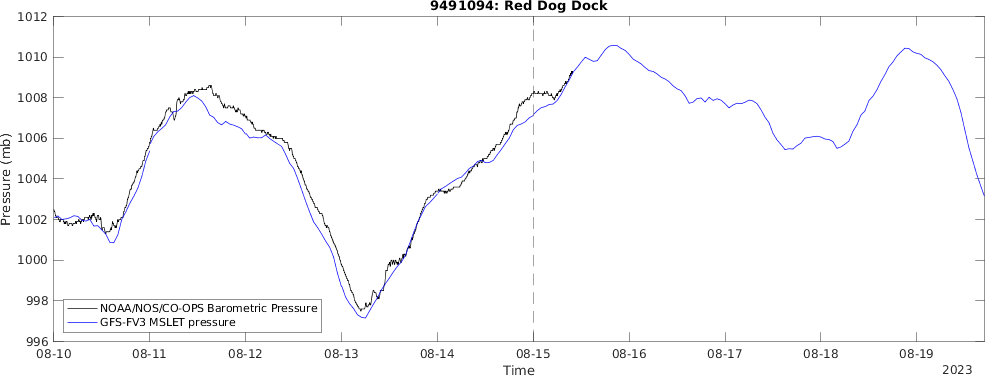 9491094: Red Dog Dock
1012
1010
1008
1006
1004
1002
1000
998
996
Pressure (mb)
NOAA/NOS/CO-OPS Barometric Pressure
GFS-FV3 MSLET pressure
08-10 08-11 08-12 08-13 08-14 08-15 08-16 08-17 08-18 08-19
Time
2023